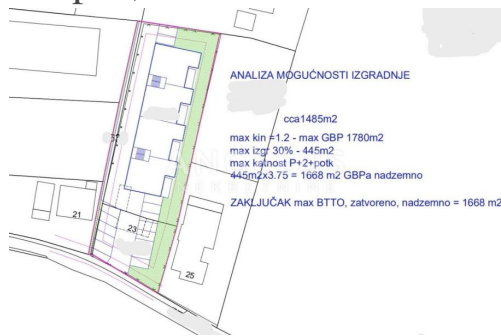 ANALIZA MOGUĆNOSTI IZGRADNJE
cca1485m2
max kin =1.2 - max GBP 1780m2
max izgr 30% - 445m2
max katnost P+2+potk
445m2x3.75 = 1668 m2 GBPa nadzemno
ZAKLJUČAK max BTTO, zatvoreno, nadzemno = 1668 m2
21
23
25